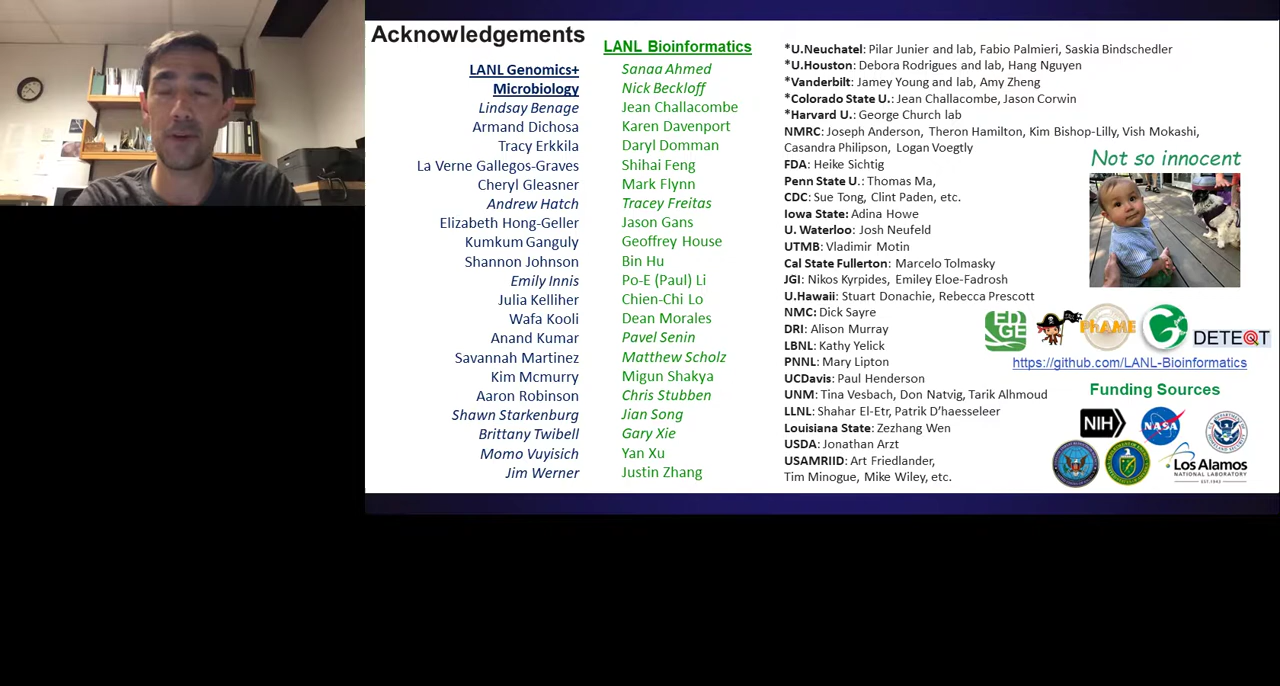 Acknowledgements
LANL Genomics+
Microbiology
Lindsay Benage
Armand Dichosa
Tracy Erkkila
La Verne Gallegos-Graves
Cheryl Gleasner
Andrew Hatch
Elizabeth Hong-Geller
Kumkum Ganguly
Shannon Johnson
Emily Innis
Julia Kelliher
Wafa Kooli
Anand Kumar
Savannah Martinez
Kim Mcmurry
Aaron Robinson
Shawn Starkenburg
Brittany Twibell
Momo Vuyisich
Jim Werner
LANL Bioinformatics
Sanaa Ahmed
Nick Beckloff
Jean Challacombe
Karen Davenport
Daryl Domman
Shihai Feng
Mark Flynn
Tracey Freitas
Jason Gans
Geoffrey House
Bin Hu
Po-E (Paul) Li
Chien-Chi Lo
Dean Morales
Pavel Senin
Matthew Scholz
Migun Shakya
Chris Stubben
Jian Song
Gary Xie
Yan Xu
Justin Zhang
*U.Neuchatel: Pilar Junier and lab, Fabio Palmieri, Saskia Bindschedler
*U.Houston: Debora Rodrigues and lab, Hang Nguyen
*Vanderbilt: Jamey Young and lab, Amy Zheng
*Colorado State U.: Jean Challacombe, Jason Corwin
*Harvard U.: George Church lab
NMRC: Joseph Anderson, Theron Hamilton, Kim Bishop-Lilly, Vish Mokashi,
Casandra Philipson, Logan Voegtly
FDA: Heike Sichtig
Penn State U.: Thomas Ma,
CDC: Sue Tong, Clint Paden, etc.
Iowa State: Adina Howe
U. Waterloo: Josh Neufeld
UTMB: Vladimir Motin
Cal State Fullerton: Marcelo Tolmasky
JGI: Nikos Kyrpides, Emiley Eloe-Fadrosh
U.Hawaii: Stuart Donachie, Rebecca Prescott
NMC: Dick Sayre
DRI: Alison Murray
LBNL: Kathy Yelick
PNNL: Mary Lipton
UCDavis: Paul Henderson
UNM: Tina Vesbach, Don Natvig, Tarik Alhmoud
LLNL: Shahar El-Etr, Patrik D'haesseleer
Louisiana State: Zezhang Wen
USDA: Jonathan Arzt
USAMRIID: Art Friedlander,
Tim Minogue, Mike Wiley, etc.
Not so innocent
EDGE
PhAME
DETEQT
https://github.com/LANL-Bioinformatics
Funding Sources
NIH
NASA
Los Alamos
NATIONAL LABORATORY
EST. 1943